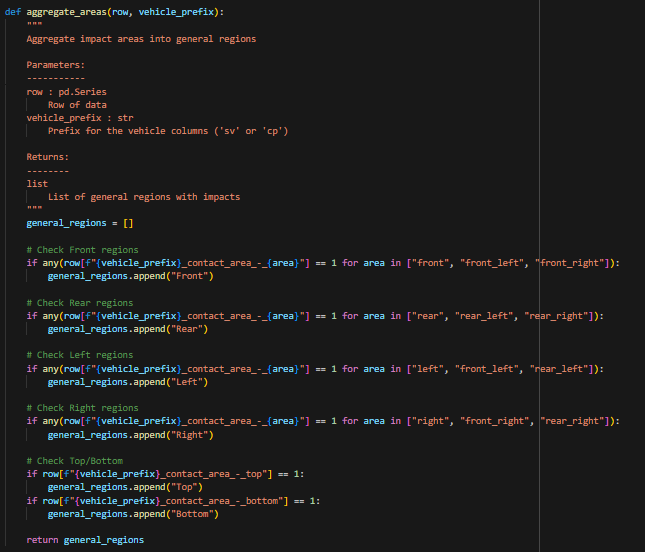 def aggregate_areas(row, vehicle_prefix):
    """
    Aggregate impact areas into general regions

    Parameters:
    -----------
    row : pd.Series
        Row of data
    vehicle_prefix : str
        Prefix for the vehicle columns ('sv' or 'cp')

    Returns:
    --------
    list
        List of general regions with impacts
    """
    general_regions = []

    # Check Front regions
    if any(row[f"{vehicle_prefix}_contact_area_-_{area}"] == 1 for area in ["front", "front_left", "front_right"]):
        general_regions.append("Front")

    # Check Rear regions
    if any(row[f"{vehicle_prefix}_contact_area_-_{area}"] == 1 for area in ["rear", "rear_left", "rear_right"]):
        general_regions.append("Rear")

    # Check Left regions
    if any(row[f"{vehicle_prefix}_contact_area_-_{area}"] == 1 for area in ["left", "front_left", "rear_left"]):
        general_regions.append("Left")

    # Check Right regions
    if any(row[f"{vehicle_prefix}_contact_area_-_{area}"] == 1 for area in ["right", "front_right", "rear_right"]):
        general_regions.append("Right")

    # Check Top/Bottom
    if row[f"{vehicle_prefix}_contact_area_-_top"] == 1:
        general_regions.append("Top")
    if row[f"{vehicle_prefix}_contact_area_-_bottom"] == 1:
        general_regions.append("Bottom")

    return general_regions